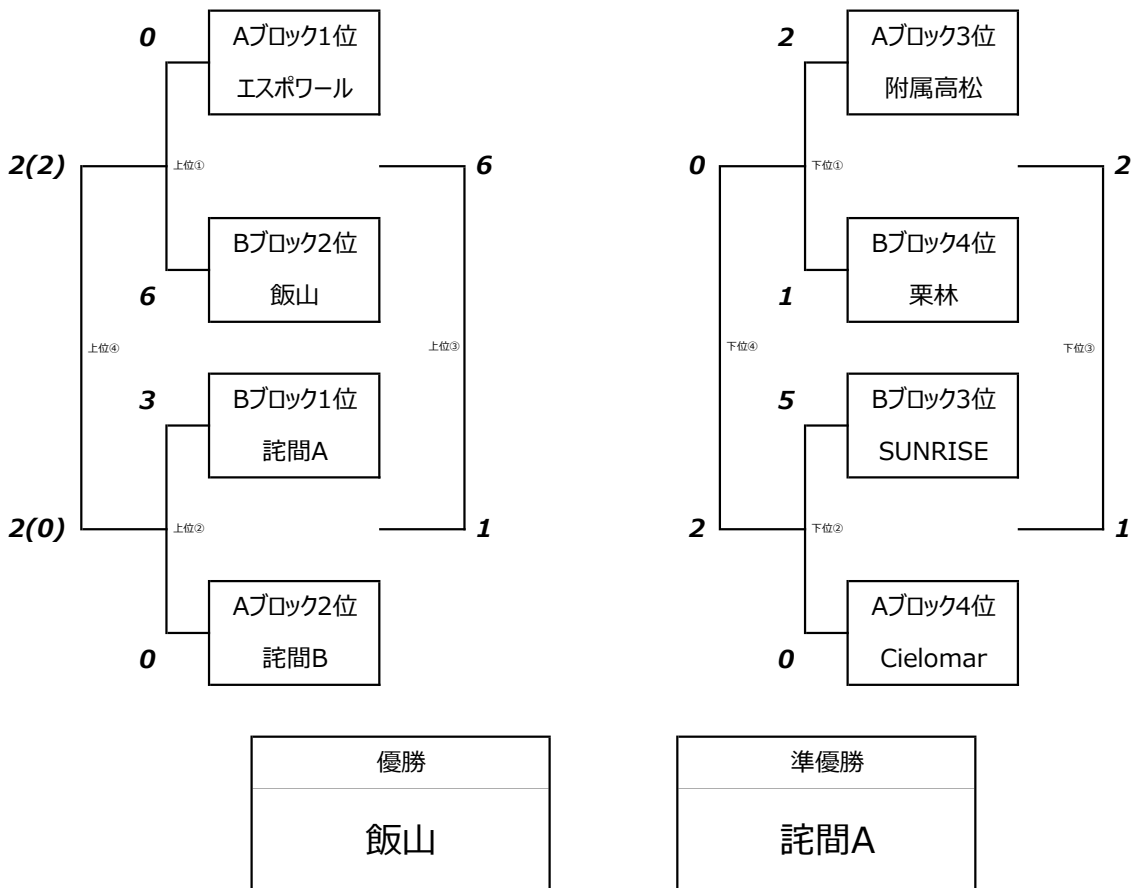 0
Aブロック1位
エスポワール
2(2)
上位①
6
Bブロック2位
飯山
6
上位④
上位③
3
Bブロック1位
詫間A
2(0)
上位②
1
Aブロック2位
詫間B
0
2
Aブロック3位
附属高松
0
下位①
2
Bブロック4位
栗林
1
下位④
下位③
5
Bブロック3位
SUNRISE
2
下位②
1
Aブロック4位
Cielomar
0
優勝
飯山
準優勝
詫間A